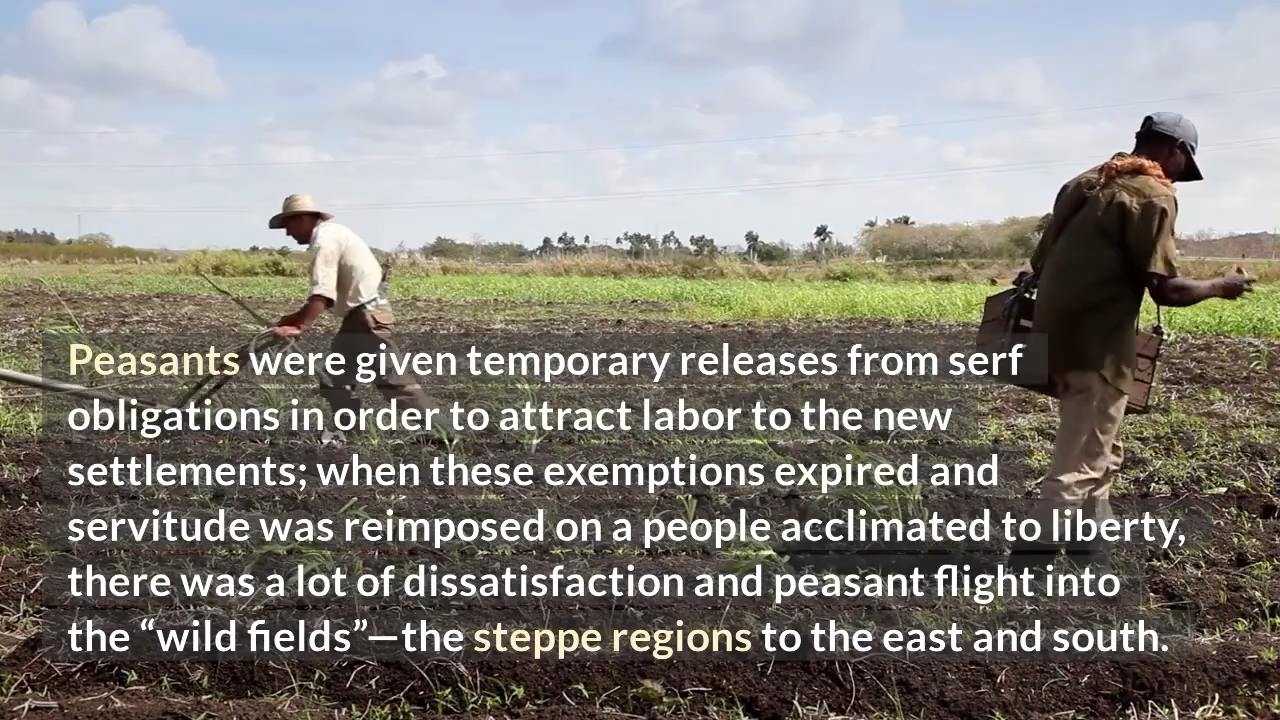 Peasants were given temporary releases from serf
obligations in order to attract labor to the new
settlements; when these exemptions expired and
servitude was reimposed on a people acclimated to liberty,
there was a lot of dissatisfaction and peasant flight into
the “wild fields”—the steppe regions to the east and south.